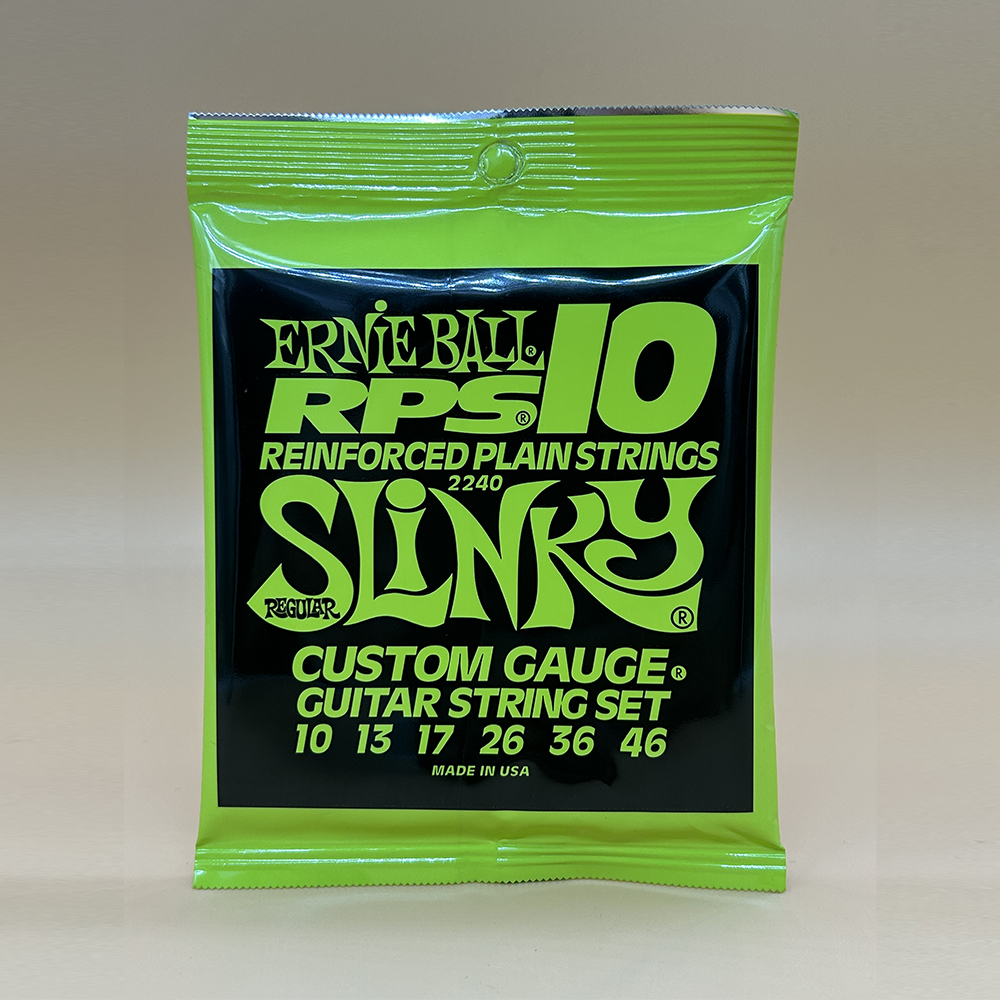 ERNIE BALL® 10
RPS®
REINFORCED PLAIN STRINGS
2240
SLINKY®
REGULAR
CUSTOM GAUGE®
GUITAR STRING SET
10 13 17 26 36 46
MADE IN USA